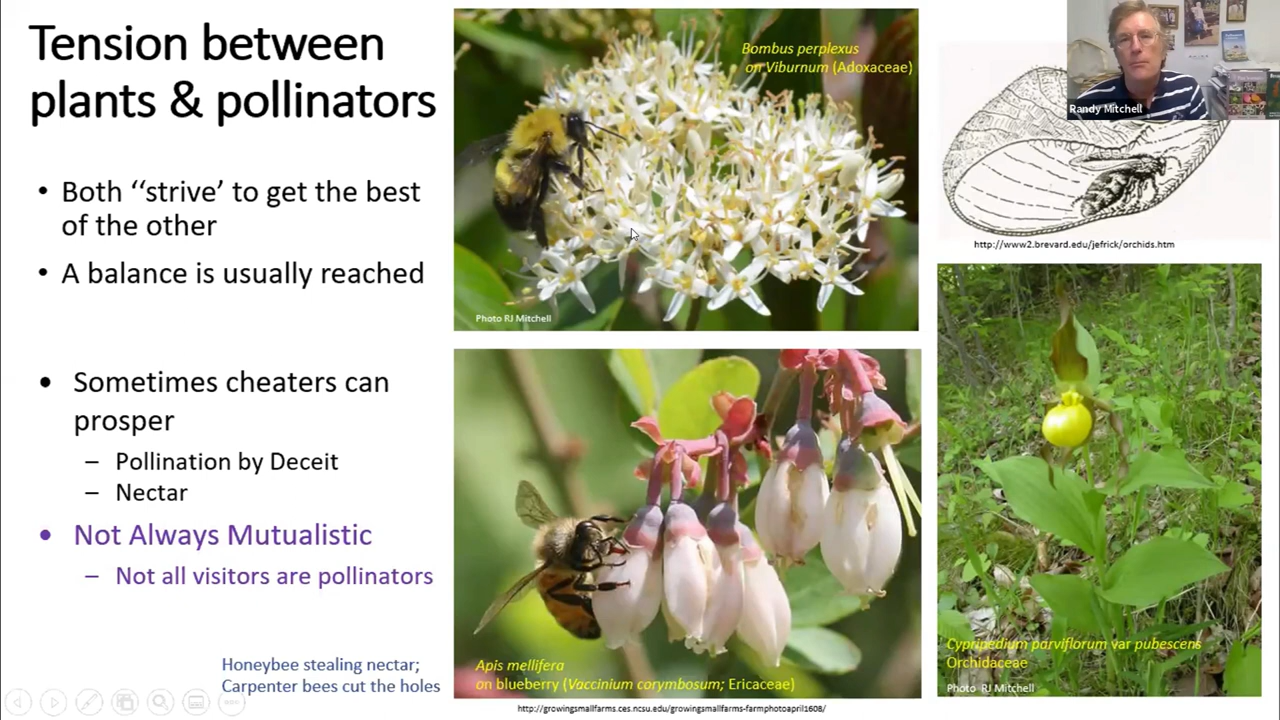 Tension between
plants & pollinators
• Both “‘strive’ to get the best
of the other
• A balance is usually reached
• Sometimes cheaters can
prosper
– Pollination by Deceit
– Nectar
• Not Always Mutualistic
– Not all visitors are pollinators
Honeybee stealing nectar;
Carpenter bees cut the holes
Bombus perplexus
on Viburnum (Adoxaceae)
Photo RJ Mitchell
Apis mellifera
on blueberry (Vaccinium corymbosum; Ericaceae)
http://growingsmallfarms.ces.ncsu.edu/growingsmallfarms-farmphotoapril1608/
Randy Mitchell
http://www2.brevard.edu/jefrick/orchids.htm
Cypripedium parviflorum var pubescens
Orchidaceae
Photo RJ Mitchell